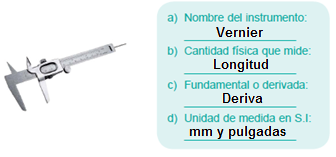 a) Nombre del instrumento:
Vernier
b) Cantidad física que mide:
Longitud
c) Fundamental o derivada:
Deriva
d) Unidad de medida en S.I:
mm y pulgadas